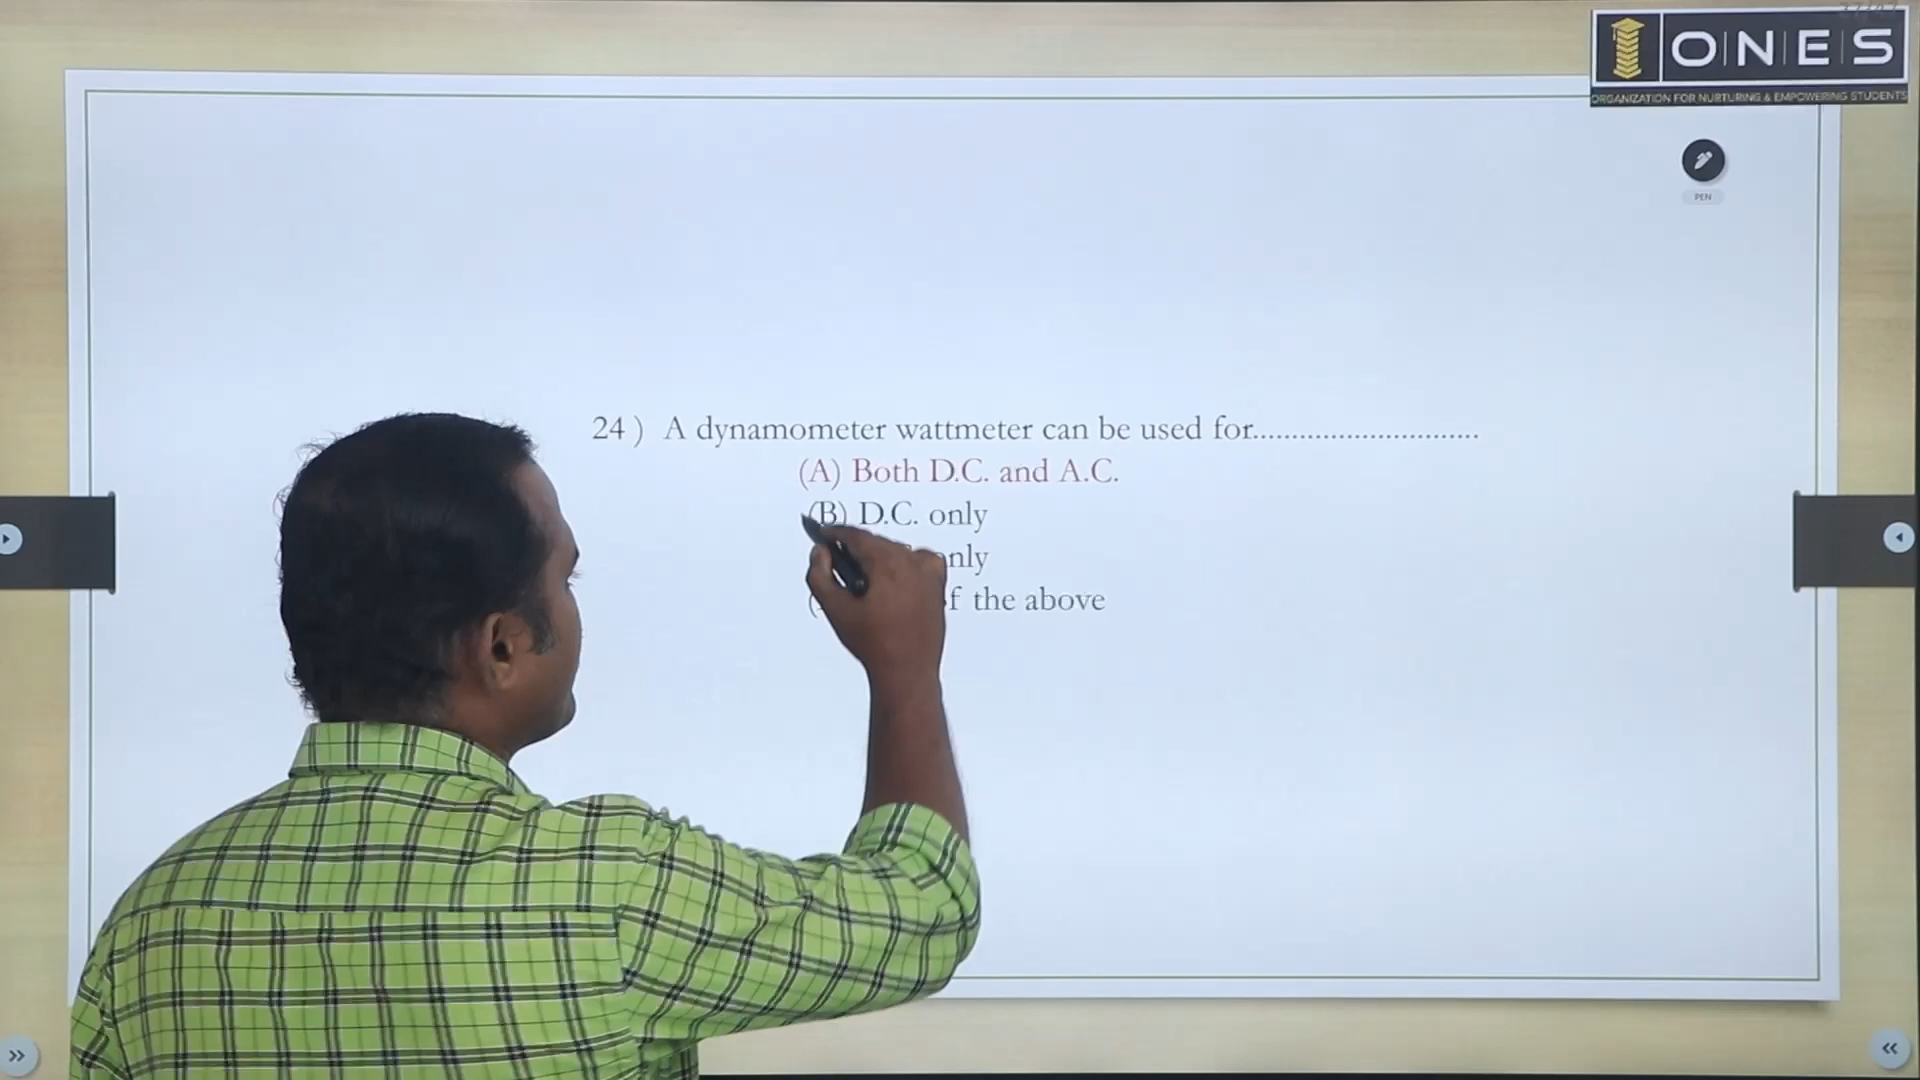 ONES
ORGANIZATION FOR NURTURING & EMPOWERING STUDENTS
PEN
24 ) A dynamometer wattmeter can be used for.............................
(A) Both D.C. and A.C.
(B) D.C. only
only
the above